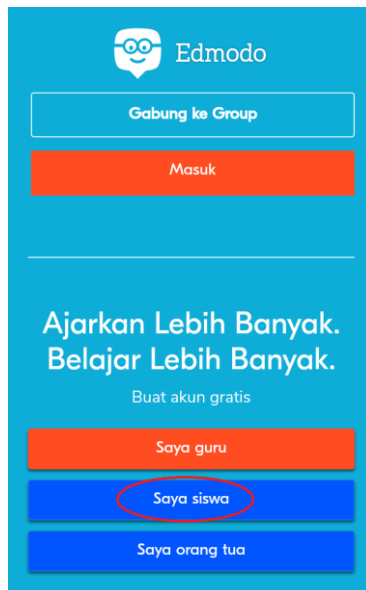 Edmodo
Gabung ke Group
Masuk
Ajarkan Lebih Banyak.
Belajar Lebih Banyak.
Buat akun gratis
Saya guru
Saya siswa
Saya orang tua